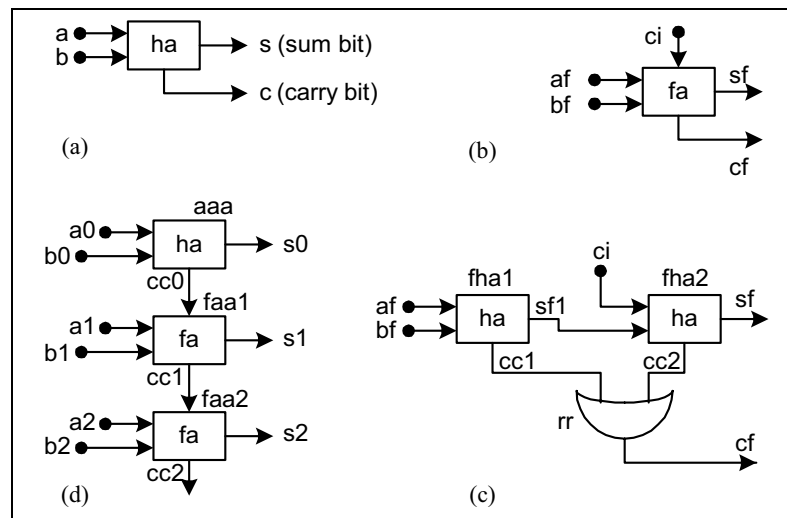 a
b
ha
s (sum bit)
c (carry bit)
(a)
ci
af
bf
fa
sf
cf
(b)
aaa
a0
b0
ha
s0
cc0
faa1
a1
b1
fa
s1
cc1
faa2
a2
b2
fa
s2
cc2
(d)
ci
fha1
fha2
af
bf
ha
sf1
ha
sf
cc1
cc2
rr
cf
(c)